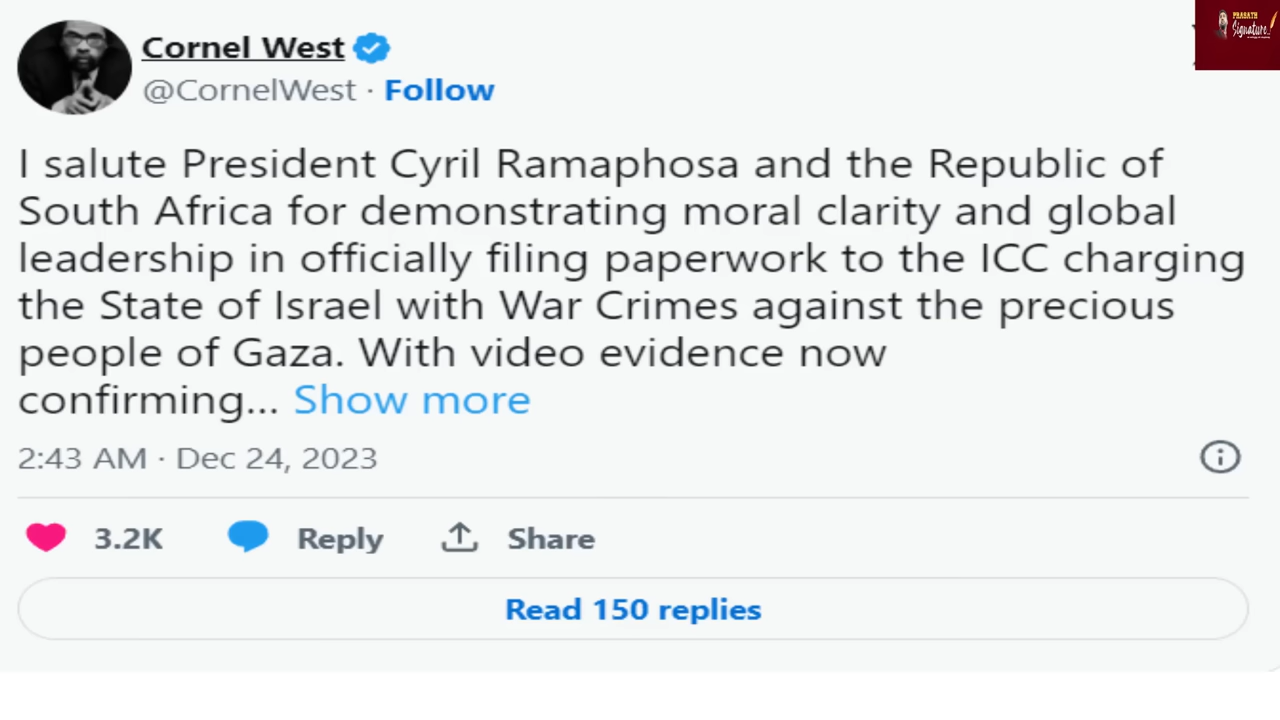 Cornel West
@CornelWest · Follow
PRASATH
Signature..!
I salute President Cyril Ramaphosa and the Republic of
South Africa for demonstrating moral clarity and global
leadership in officially filing paperwork to the ICC charging
the State of Israel with War Crimes against the precious
people of Gaza. With video evidence now
confirming... Show more
2:43 AM · Dec 24, 2023
3.2K Reply Share
Read 150 replies